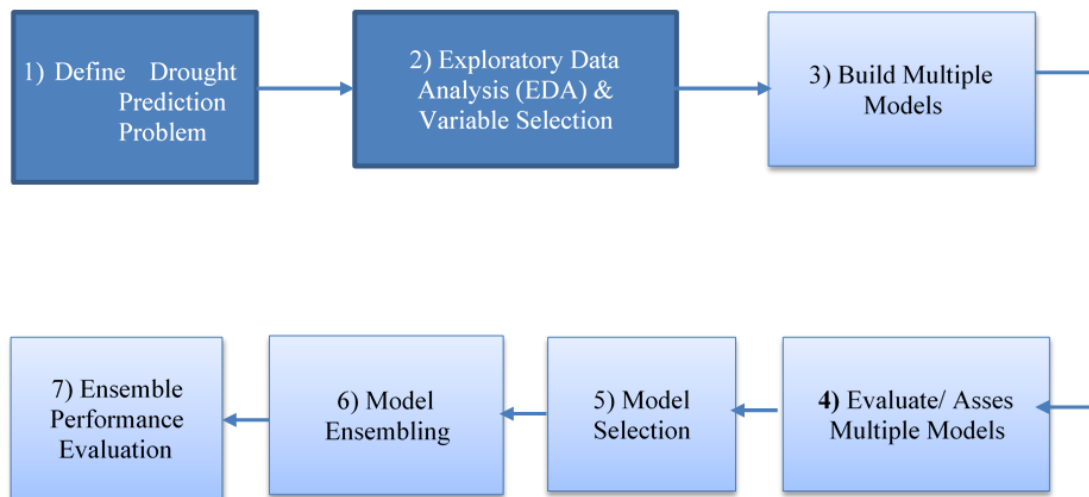 1) Define Drought
Prediction
Problem
2) Exploratory Data
Analysis (EDA) &
Variable Selection
3) Build Multiple
Models
4) Evaluate/ Asses
Multiple Models
5) Model
Selection
6) Model
Ensembling
7) Ensemble
Performance
Evaluation